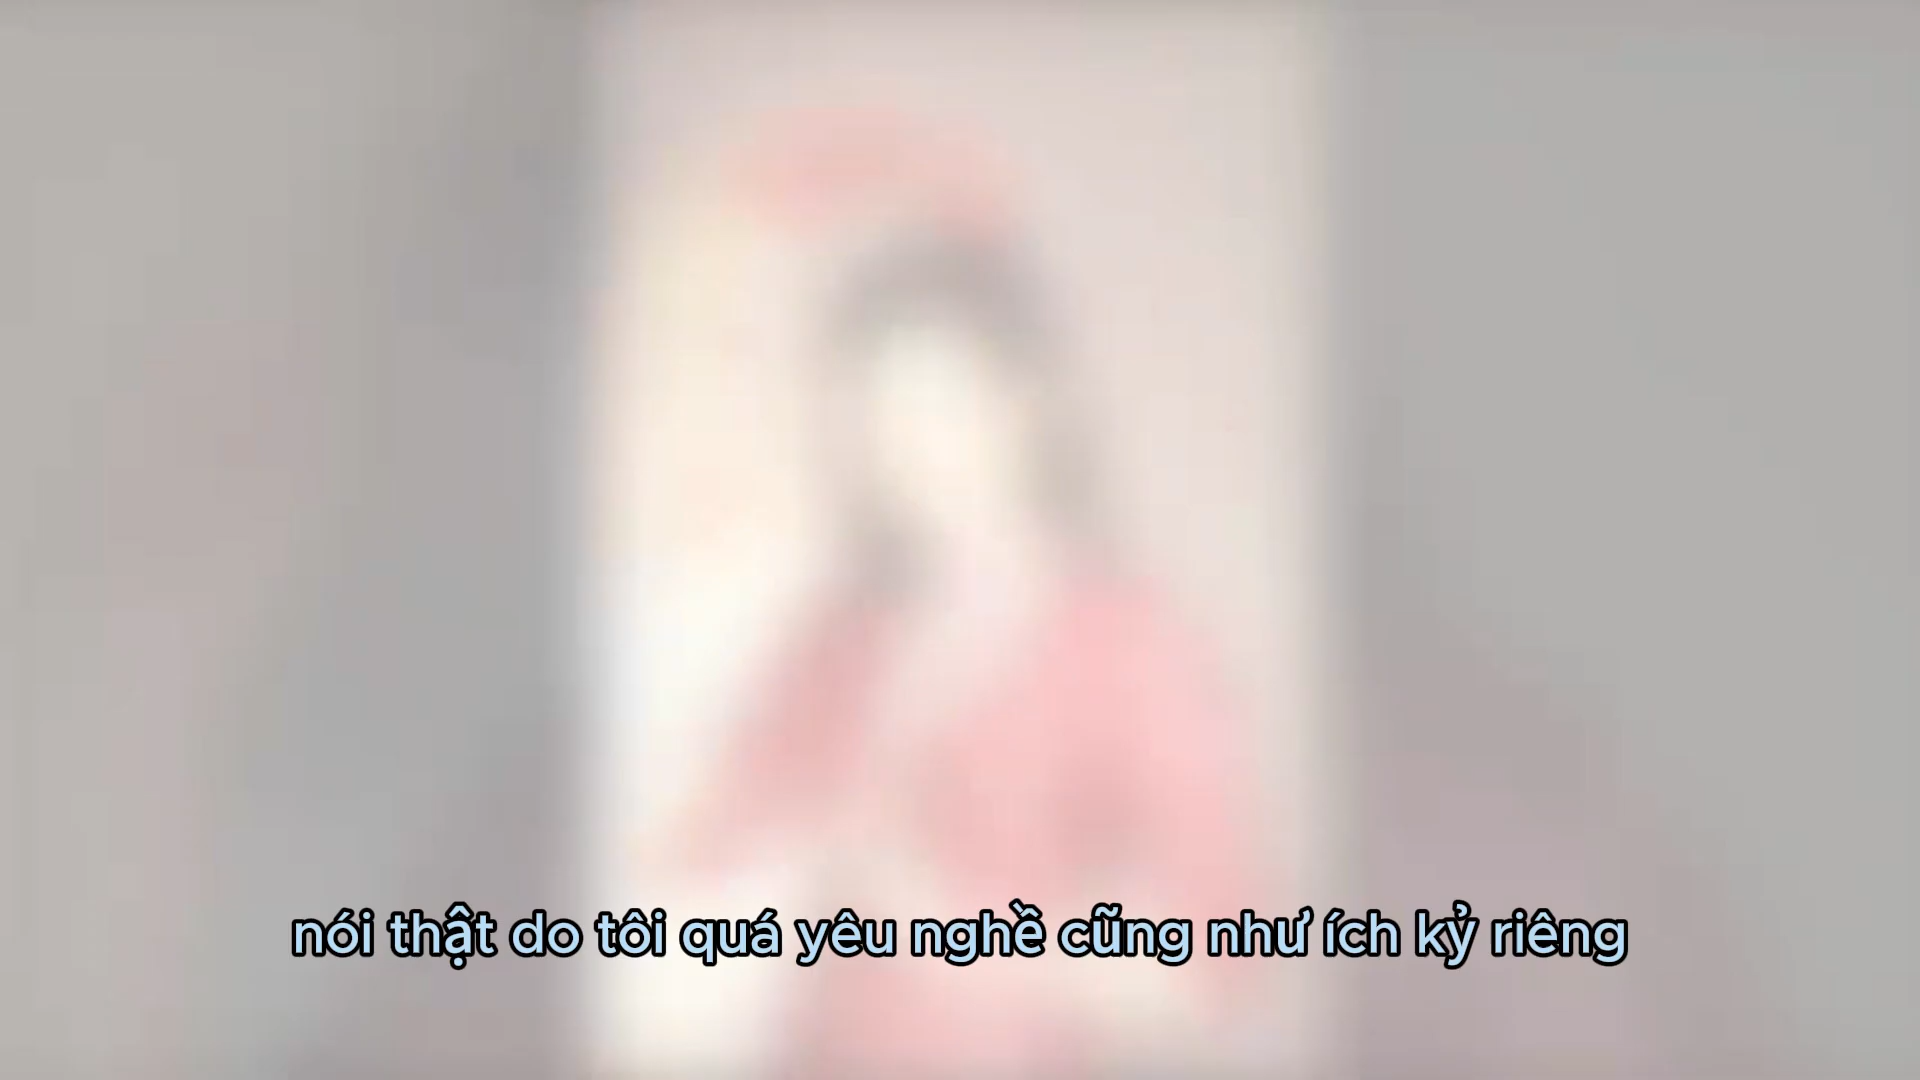 nói thật do tôi quá yêu nghề cũng như ích kỷ riêng